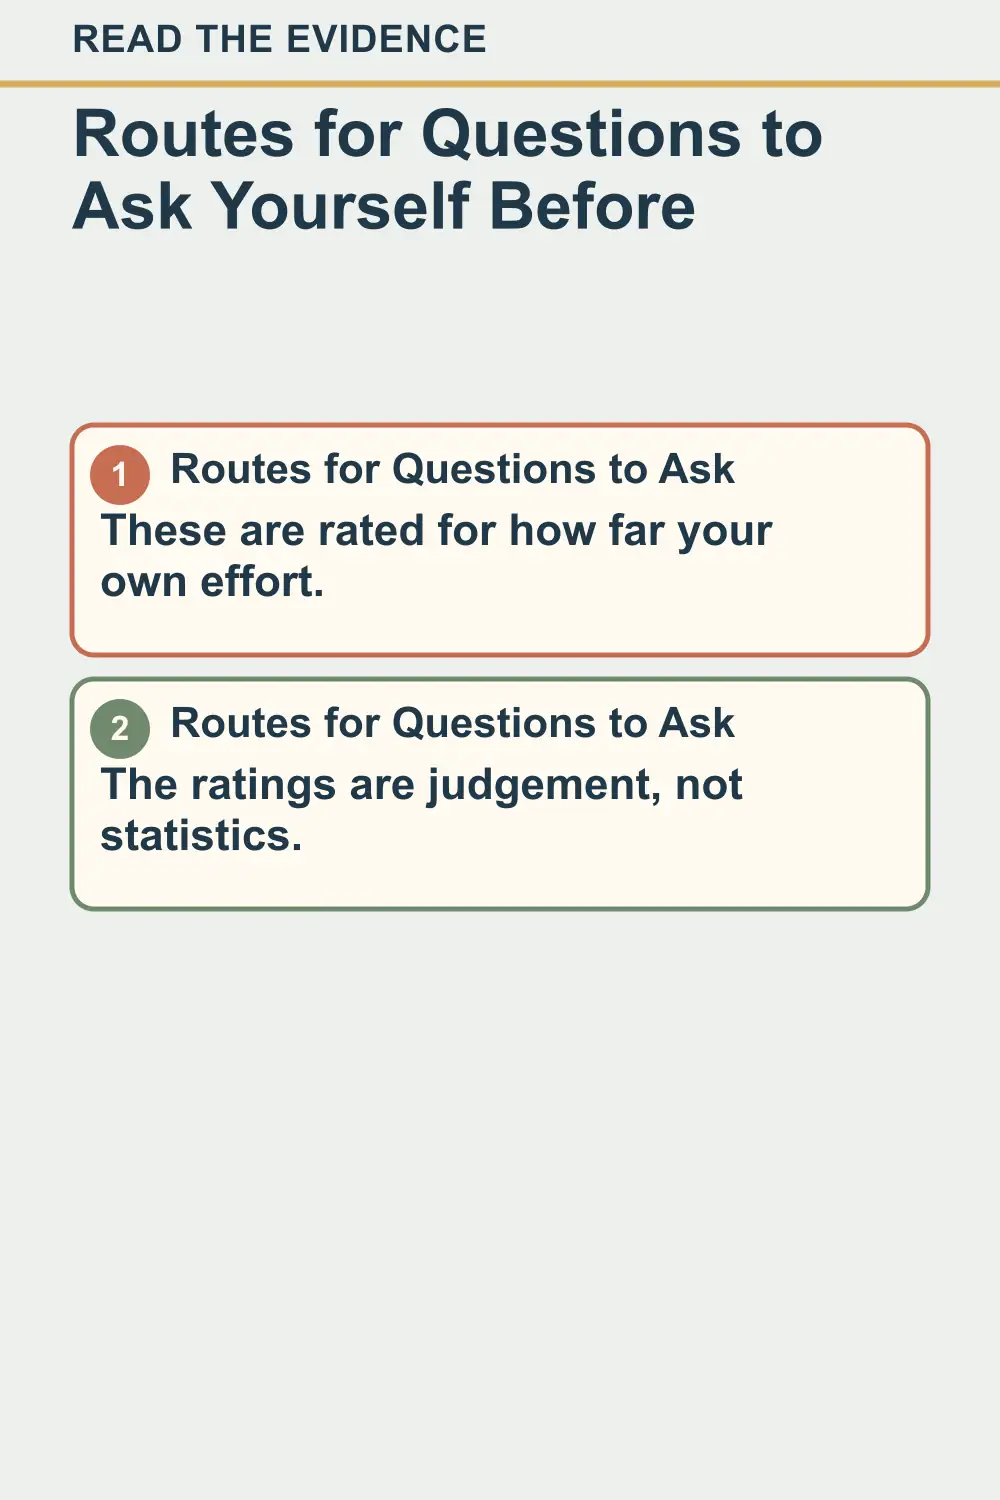 READ THE EVIDENCE
Routes for Questions to
Ask Yourself Before
1 Routes for Questions to Ask
These are rated for how far your
own effort.
2 Routes for Questions to Ask
The ratings are judgement, not
statistics.